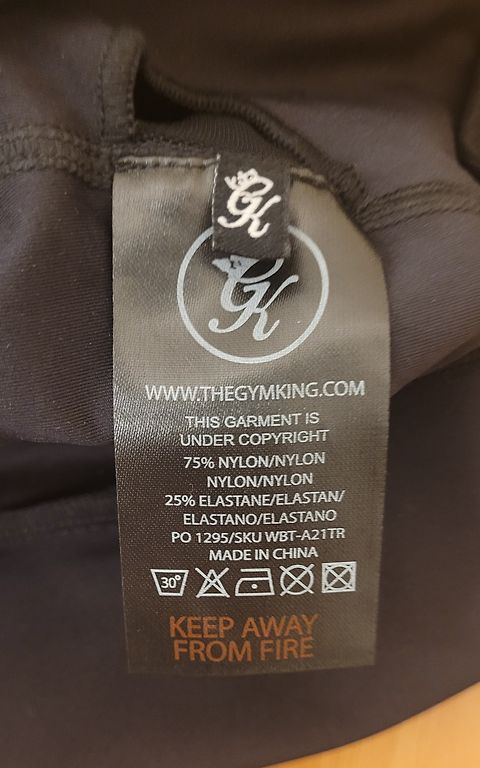 GK
GK
WWW.THEGYMKING.COM
THIS GARMENT IS
UNDER COPYRIGHT
75% NYLON/NYLON
NYLON/NYLON
25% ELASTANE/ELASTAN/
ELASTANO/ELASTANO
PO 1295/SKU WBT-A21TR
MADE IN CHINA
30°
KEEP AWAY
FROM FIRE